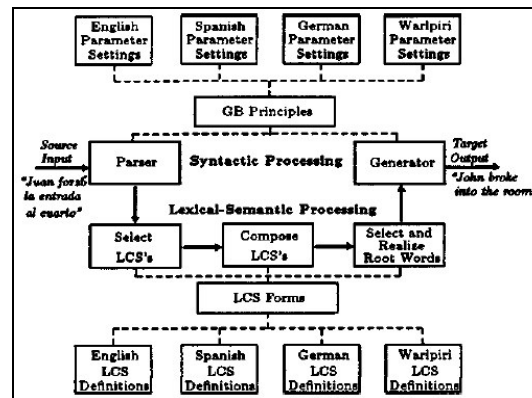 English Spanish German Warlpiri
Parameter Parameter Parameter Parameter
Settings Settings Settings Settings
GB Principles
Source
Input
"Juan forzó
la entrada
al cuarto"
Parser
Syntactic Processing
Generator
Target
Output
"John broke
into the room"
Lexical-Semantic Processing
Select
LCS's
Compose
LCS's
Select and
Realize
Root Words
LCS Forms
English Spanish German Warlpiri
LCS LCS LCS LCS
Definitions Definitions Definitions Definitions